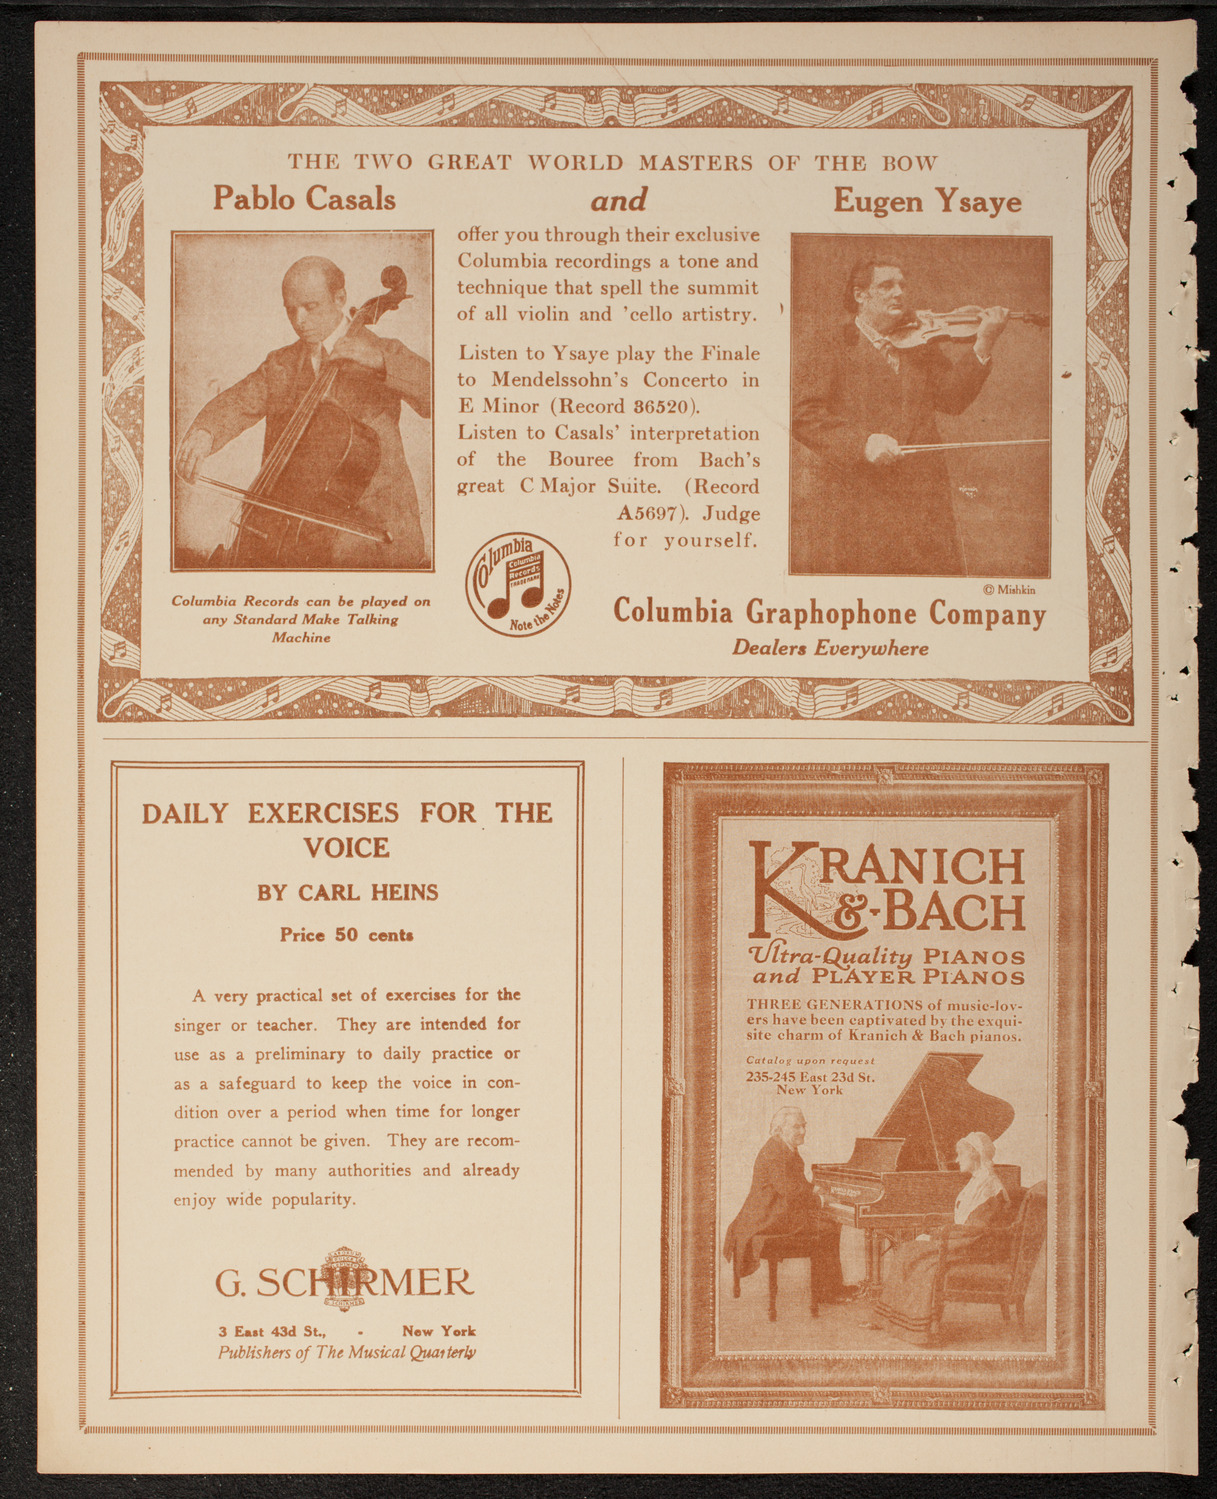 THE TWO GREAT WORLD MASTERS OF THE BOW
Pablo Casals and Eugen Ysaye
offer you through their exclusive
Columbia recordings a tone and
technique that spell the summit
of all violin and 'cello artistry.
Listen to Ysaye play the Finale
to Mendelssohn's Concerto in
E Minor (Record 36520).
Listen to Casals' interpretation
of the Bouree from Bach's
great C Major Suite. (Record
A5697). Judge
for yourself.
Columbia
Columbia
Records
TRADE MARK
Note the Notes
© Mishkin
Columbia Records can be played on
any Standard Make Talking
Machine
Columbia Graphophone Company
Dealers Everywhere
DAILY EXERCISES FOR THE
VOICE
BY CARL HEINS
Price 50 cents
A very practical set of exercises for the
singer or teacher. They are intended for
use as a preliminary to daily practice or
as a safeguard to keep the voice in con-
dition over a period when time for longer
practice cannot be given. They are recom-
mended by many authorities and already
enjoy wide popularity.
G. SCHIRMER
3 East 43d St., - New York
Publishers of The Musical Quarterly
KRANICH
&-BACH
Ultra-Quality PIANOS
and PLAYER PIANOS
THREE GENERATIONS of music-lov-
ers have been captivated by the exqui-
site charm of Kranich & Bach pianos.
Catalog upon request
235-245 East 23d St.
New York